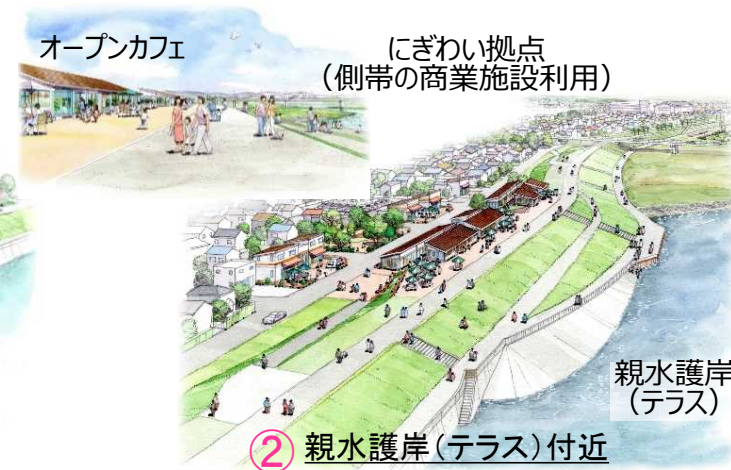 オープンカフェ
にぎわい拠点
（側帯の商業施設利用）
親水護岸
（テラス）
② 親水護岸（テラス）付近